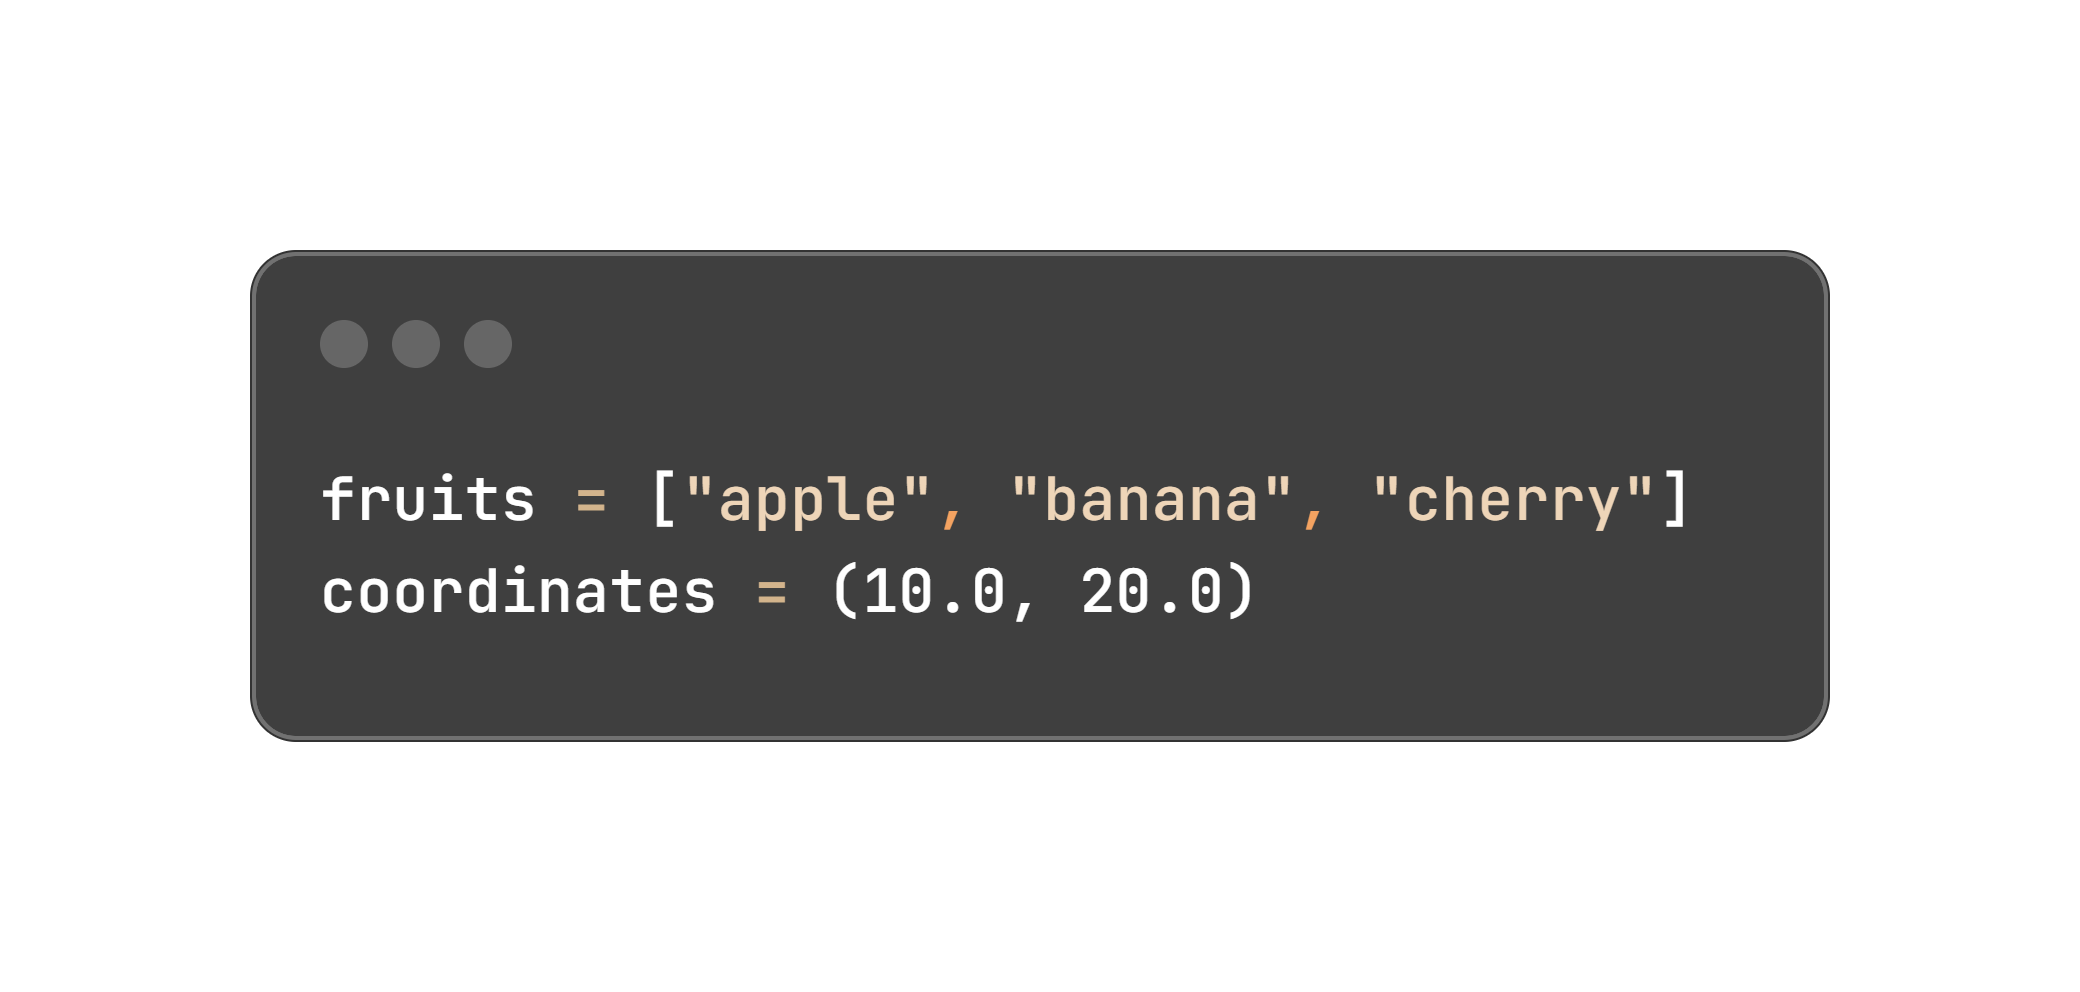 fruits = ["apple", "banana", "cherry"]
coordinates = (10.0, 20.0)